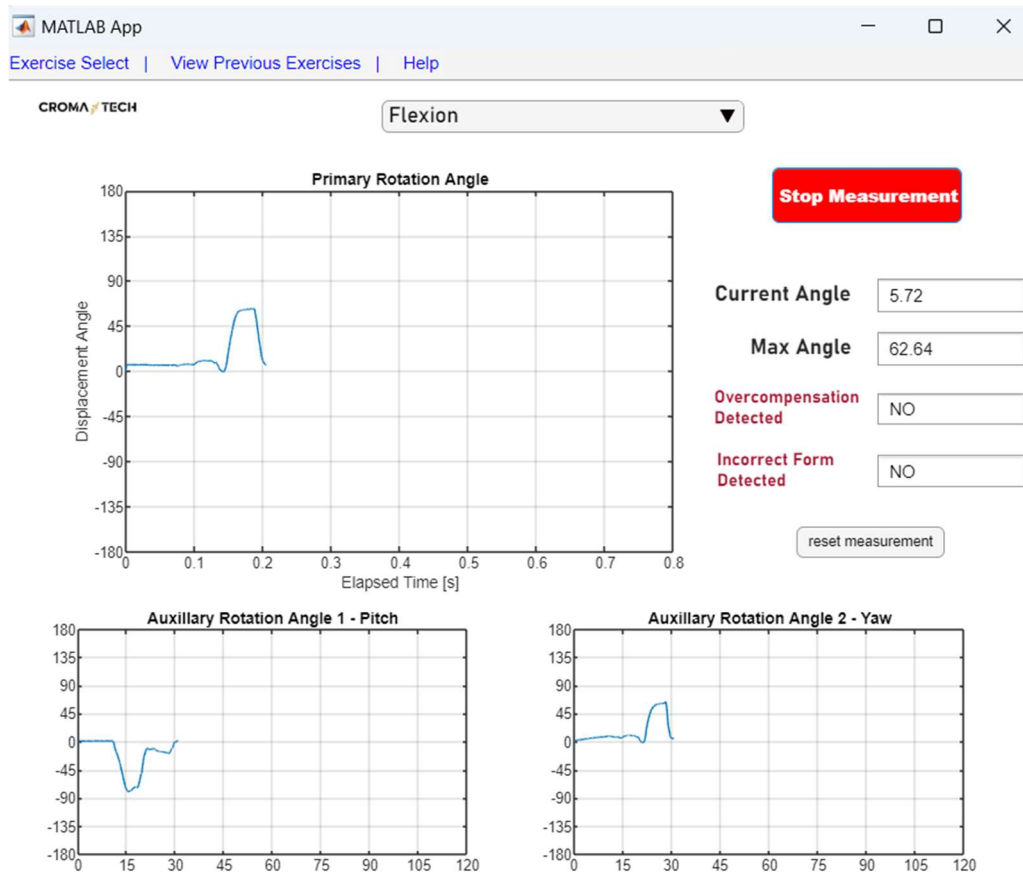 MATLAB App
Exercise Select | View Previous Exercises | Help
CROMA TECH
Flexion
Primary Rotation Angle
180
135
90
45
0
-45
-90
-135
-180
Displacement Angle
0 0.1 0.2 0.3 0.4 0.5 0.6 0.7 0.8
Elapsed Time [s]
Stop Measurement
Current Angle 5.72
Max Angle 62.64
Overcompensation
Detected
NO
Incorrect Form
Detected
NO
reset measurement
Auxillary Rotation Angle 1 - Pitch
180
135
90
45
0
-45
-90
-135
-180
0 15 30 45 60 75 90 105 120
Auxillary Rotation Angle 2 - Yaw
180
135
90
45
0
-45
-90
-135
-180
0 15 30 45 60 75 90 105 120